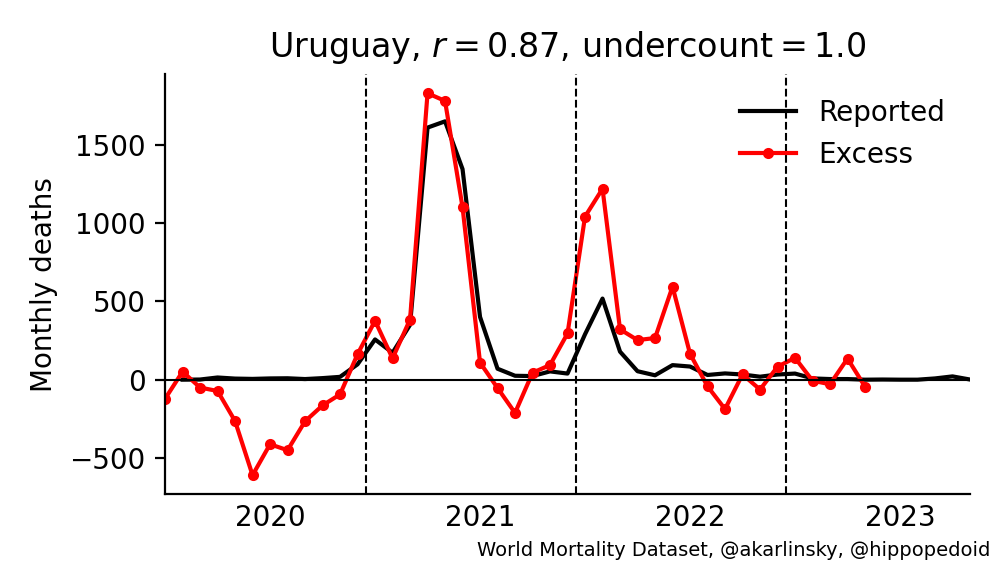 Uruguay, r = 0.87, undercount = 1.0
Reported
Excess
Monthly deaths
1500
1000
500
0
−500
2020 2021 2022 2023
World Mortality Dataset, @akarlinsky, @hippopedoid